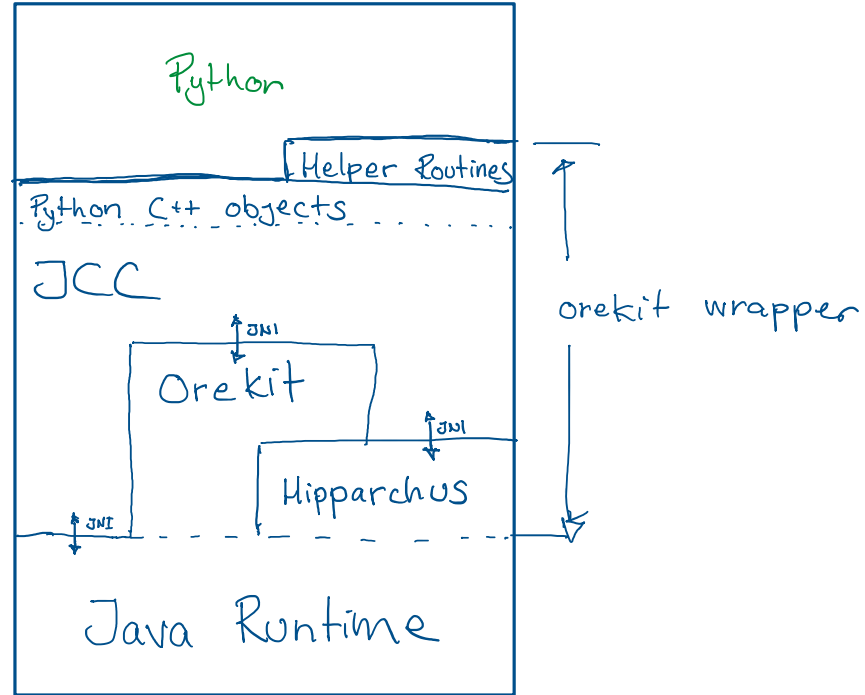 Python
Helper Routines
Python C++ objects
JCC
orekit wrapper
JNI
Orekit
JNI
Hipparchus
JNI
Java Runtime